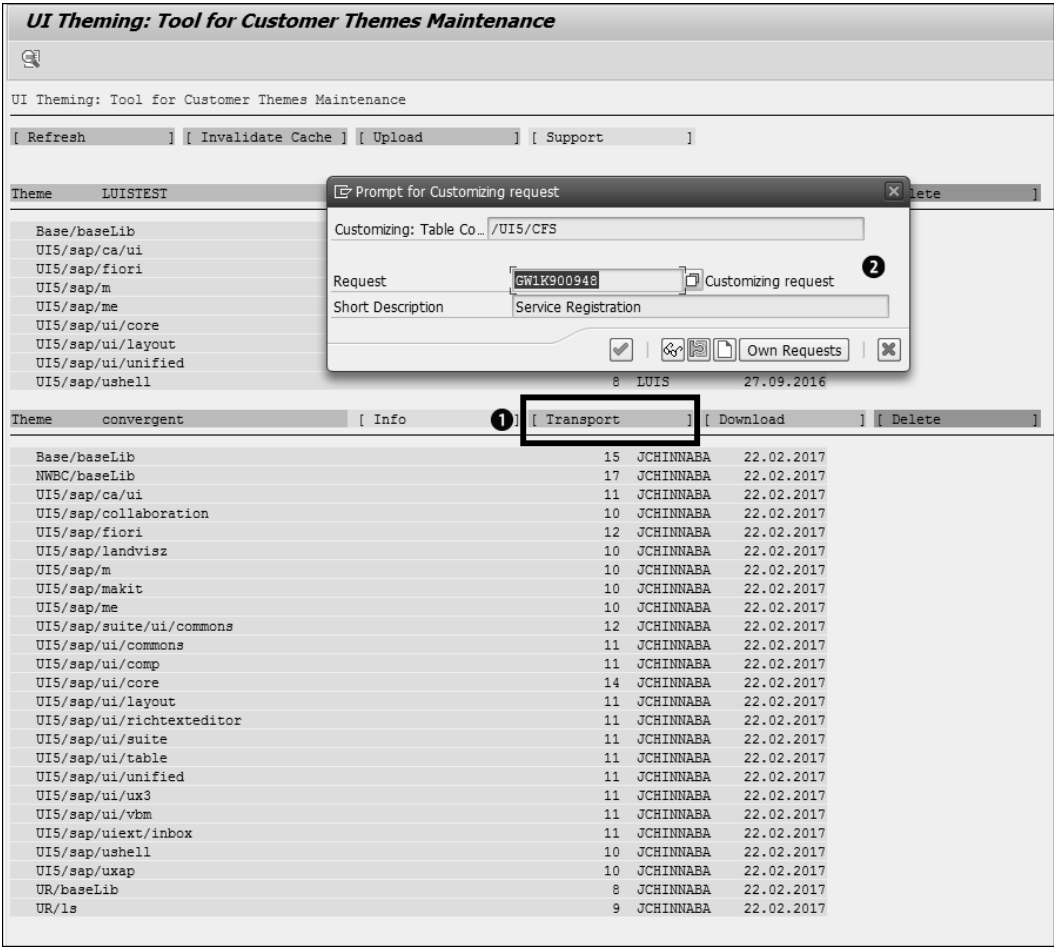 UI Theming: Tool for Customer Themes Maintenance
UI Theming: Tool for Customer Themes Maintenance
[ Refresh ] [ Invalidate Cache ] [ Upload ] [ Support ]
Theme LUISTEST lete ]
Prompt for Customizing request
Customizing: Table Co... /UI5/CFS
Request GW1K900948 Customizing request 2
Short Description Service Registration
Own Requests
Base/baseLib
UI5/sap/ca/ui
UI5/sap/fiori
UI5/sap/m
UI5/sap/me
UI5/sap/ui/core
UI5/sap/ui/layout
UI5/sap/ui/unified
UI5/sap/ushell 8 LUIS 27.09.2016
Theme convergent [ Info ] 1 [ Transport ] [ Download ] [ Delete ]
Base/baseLib 15 JCHINNABA 22.02.2017
NWBC/baseLib 17 JCHINNABA 22.02.2017
UI5/sap/ca/ui 11 JCHINNABA 22.02.2017
UI5/sap/collaboration 10 JCHINNABA 22.02.2017
UI5/sap/fiori 12 JCHINNABA 22.02.2017
UI5/sap/landvisz 10 JCHINNABA 22.02.2017
UI5/sap/m 10 JCHINNABA 22.02.2017
UI5/sap/makit 10 JCHINNABA 22.02.2017
UI5/sap/me 10 JCHINNABA 22.02.2017
UI5/sap/suite/ui/commons 12 JCHINNABA 22.02.2017
UI5/sap/ui/commons 11 JCHINNABA 22.02.2017
UI5/sap/ui/comp 11 JCHINNABA 22.02.2017
UI5/sap/ui/core 14 JCHINNABA 22.02.2017
UI5/sap/ui/layout 11 JCHINNABA 22.02.2017
UI5/sap/ui/richtexteditor 11 JCHINNABA 22.02.2017
UI5/sap/ui/suite 11 JCHINNABA 22.02.2017
UI5/sap/ui/table 11 JCHINNABA 22.02.2017
UI5/sap/ui/unified 11 JCHINNABA 22.02.2017
UI5/sap/ui/ux3 11 JCHINNABA 22.02.2017
UI5/sap/ui/vbm 11 JCHINNABA 22.02.2017
UI5/sap/uiext/inbox 11 JCHINNABA 22.02.2017
UI5/sap/ushell 10 JCHINNABA 22.02.2017
UI5/sap/uxap 10 JCHINNABA 22.02.2017
UR/baseLib 8 JCHINNABA 22.02.2017
UR/ls 9 JCHINNABA 22.02.2017